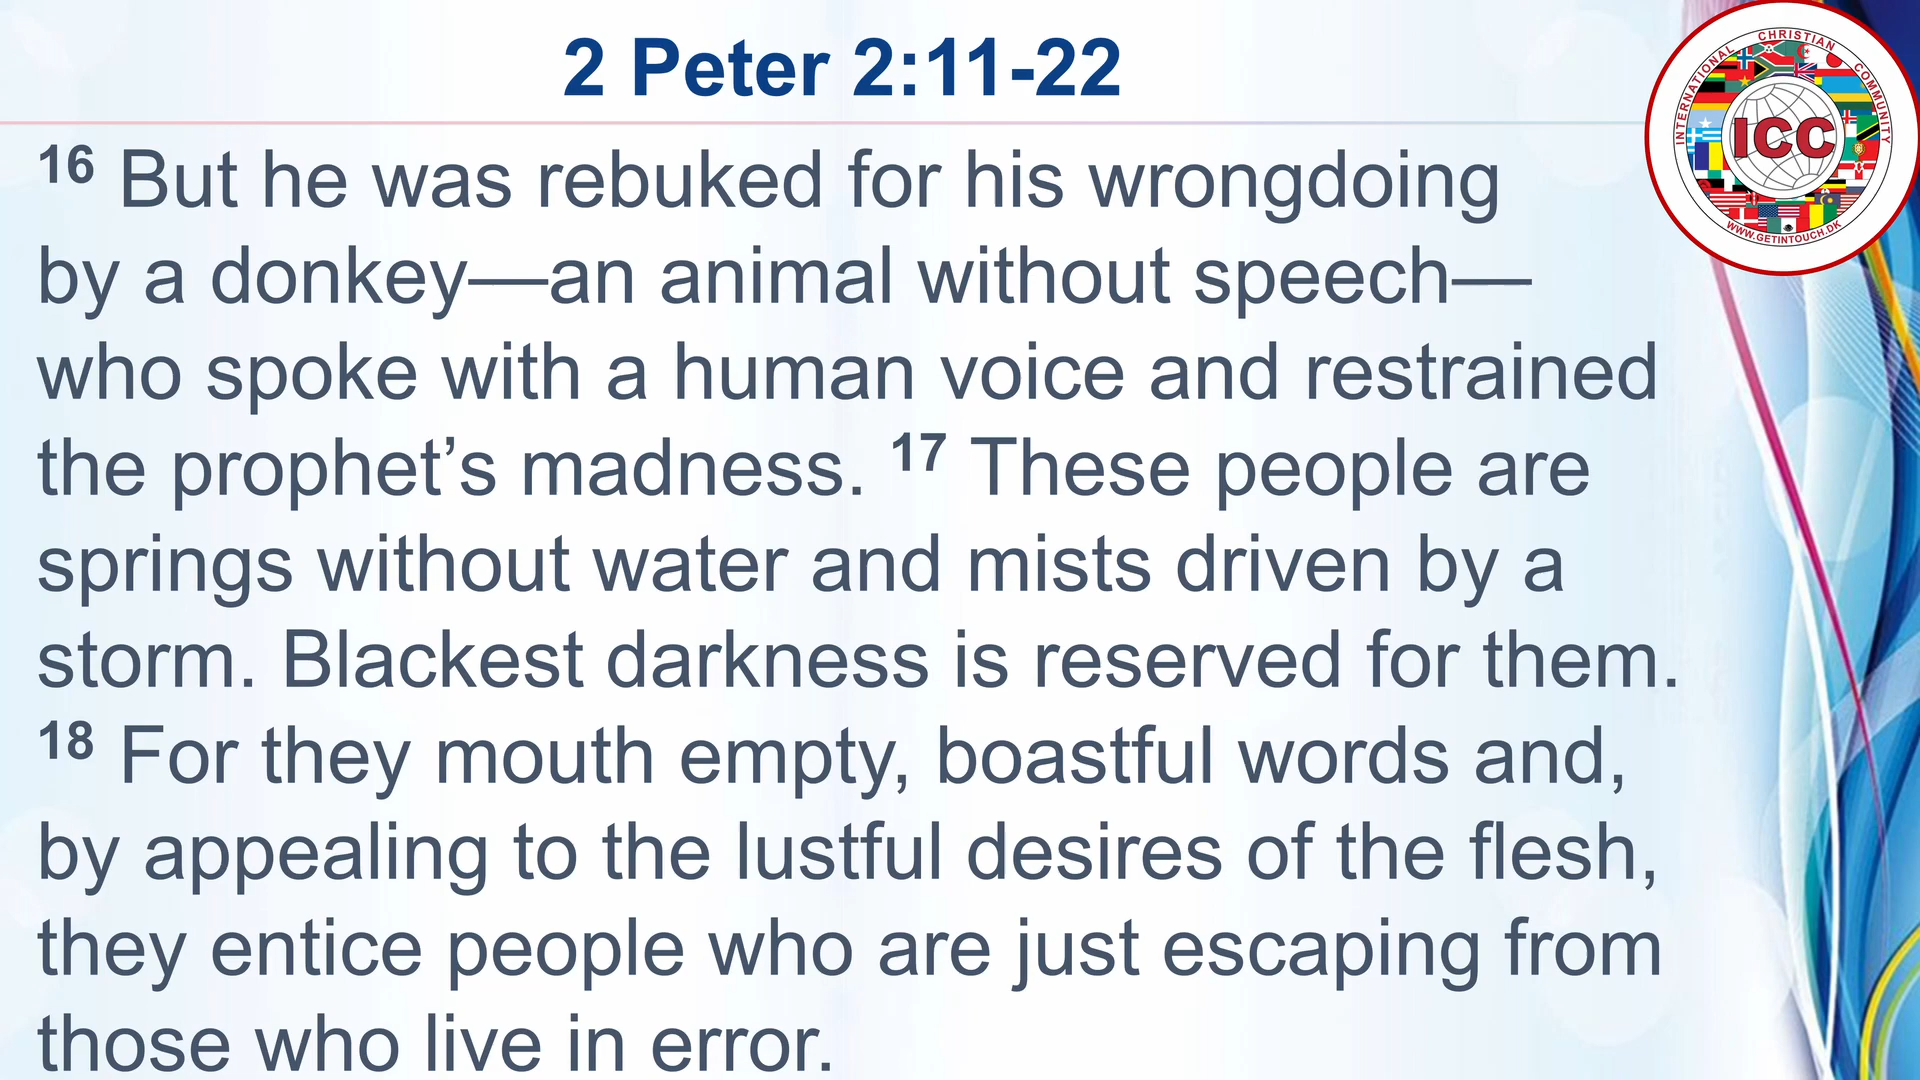 2 Peter 2:11-22
INTERNATIONAL CHRISTIAN COMMUNITY
ICC
WWW.GETINTOUCH.DK
16 But he was rebuked for his wrongdoing
by a donkey—an animal without speech—
who spoke with a human voice and restrained
the prophet’s madness. 17 These people are
springs without water and mists driven by a
storm. Blackest darkness is reserved for them.
18 For they mouth empty, boastful words and,
by appealing to the lustful desires of the flesh,
they entice people who are just escaping from
those who live in error.